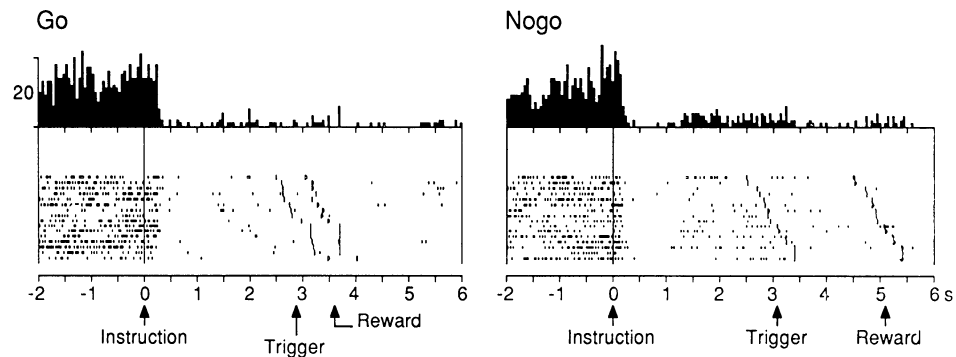 Go
Nogo
20
-2 -1 0 1 2 3 4 5 6
-2 -1 0 1 2 3 4 5 6 s
Instruction
Trigger
Reward
Instruction
Trigger
Reward